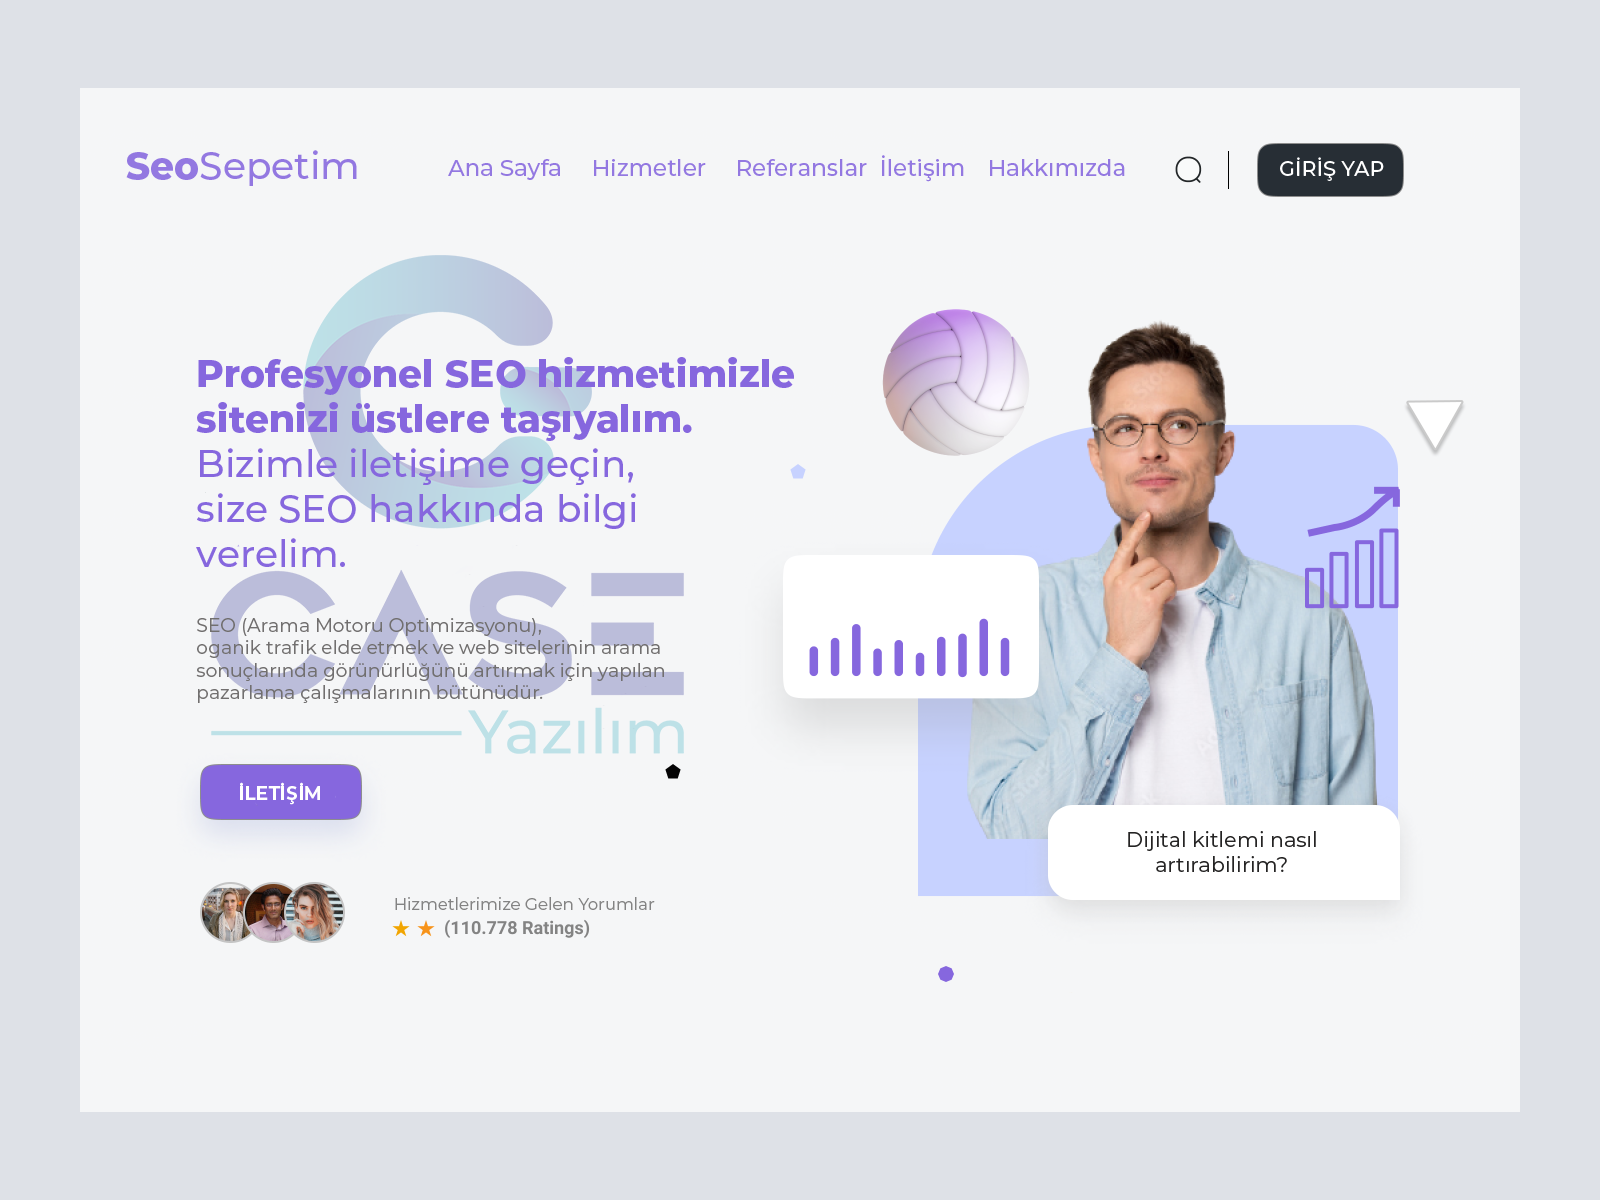 SeoSepetim
Ana Sayfa Hizmetler Referanslar İletişim Hakkımızda
GİRİŞ YAP
Profesyonel SEO hizmetimizle
sitenizi üstlere taşıyalım.
Bizimle iletişime geçin,
size SEO hakkında bilgi
verelim.
CASE
Yazılım
SEO (Arama Motoru Optimizasyonu),
oganik trafik elde etmek ve web sitelerinin arama
sonuçlarında görünürlüğünü artırmak için yapılan
pazarlama çalışmalarının bütünüdür.
İLETİŞİM
Hizmetlerimize Gelen Yorumlar
(110.778 Ratings)
Dijital kitlemi nasıl
artırabilirim?